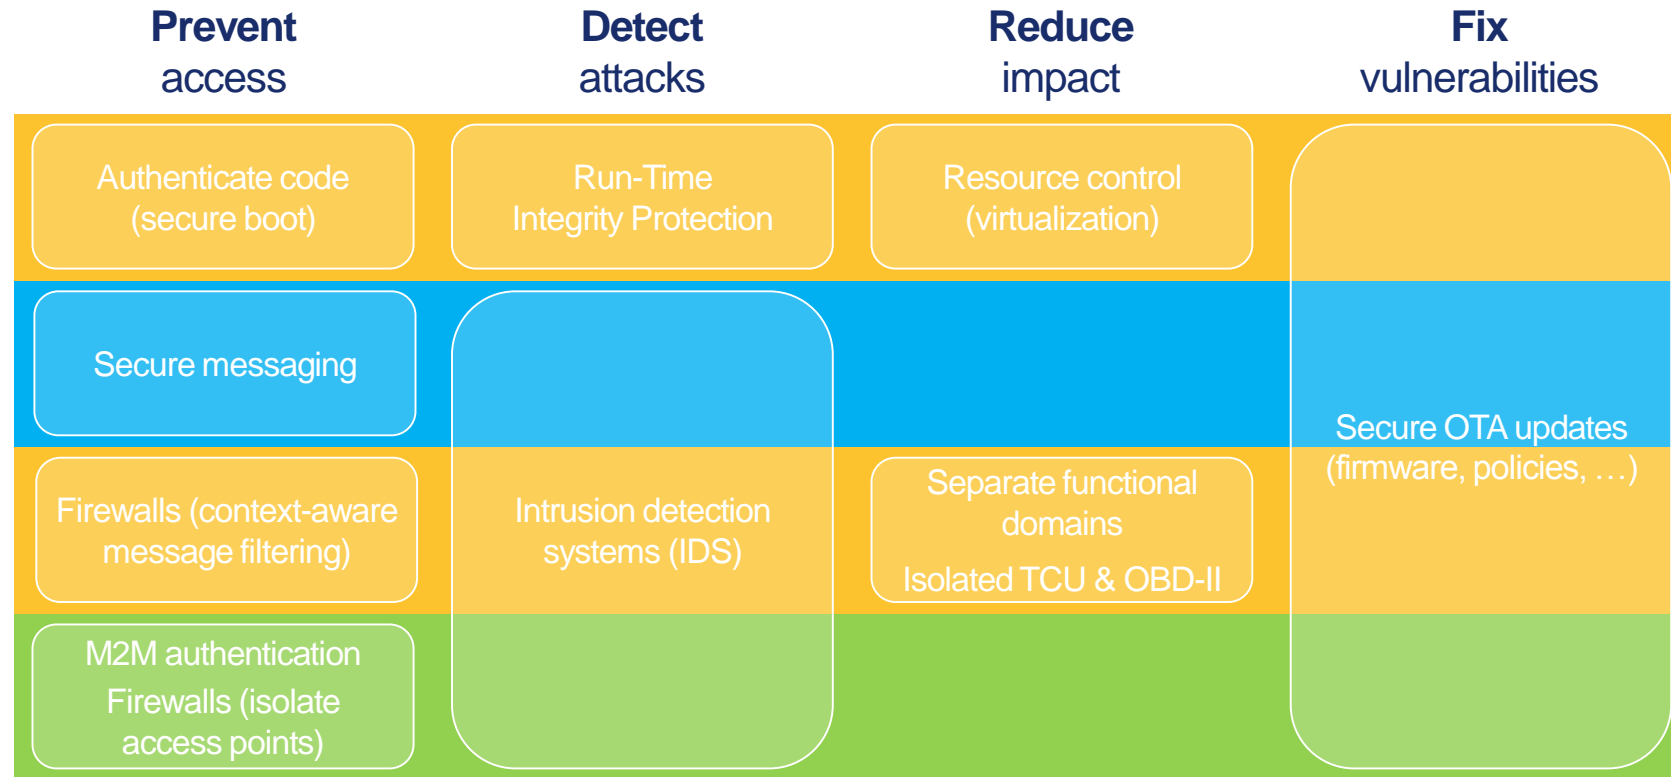 Prevent
access
Detect
attacks
Reduce
impact
Fix
vulnerabilities
Authenticate code
(secure boot)
Run-Time
Integrity Protection
Resource control
(virtualization)
Secure messaging
Secure OTA updates
(firmware, policies, …)
Firewalls (context-aware
message filtering)
Intrusion detection
systems (IDS)
Separate functional
domains
Isolated TCU & OBD-II
M2M authentication
Firewalls (isolate
access points)